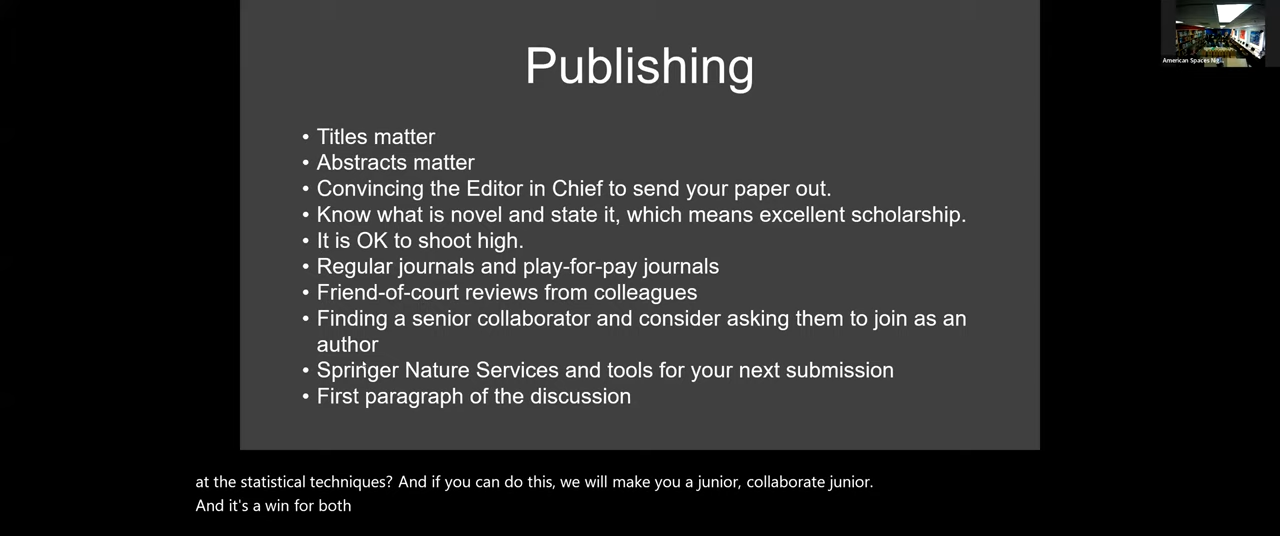 Publishing
• Titles matter
• Abstracts matter
• Convincing the Editor in Chief to send your paper out.
• Know what is novel and state it, which means excellent scholarship.
• It is OK to shoot high.
• Regular journals and play-for-pay journals
• Friend-of-court reviews from colleagues
• Finding a senior collaborator and consider asking them to join as an
author
• Springer Nature Services and tools for your next submission
• First paragraph of the discussion
American Spaces Nig...
at the statistical techniques? And if you can do this, we will make you a junior, collaborate junior.
And it's a win for both